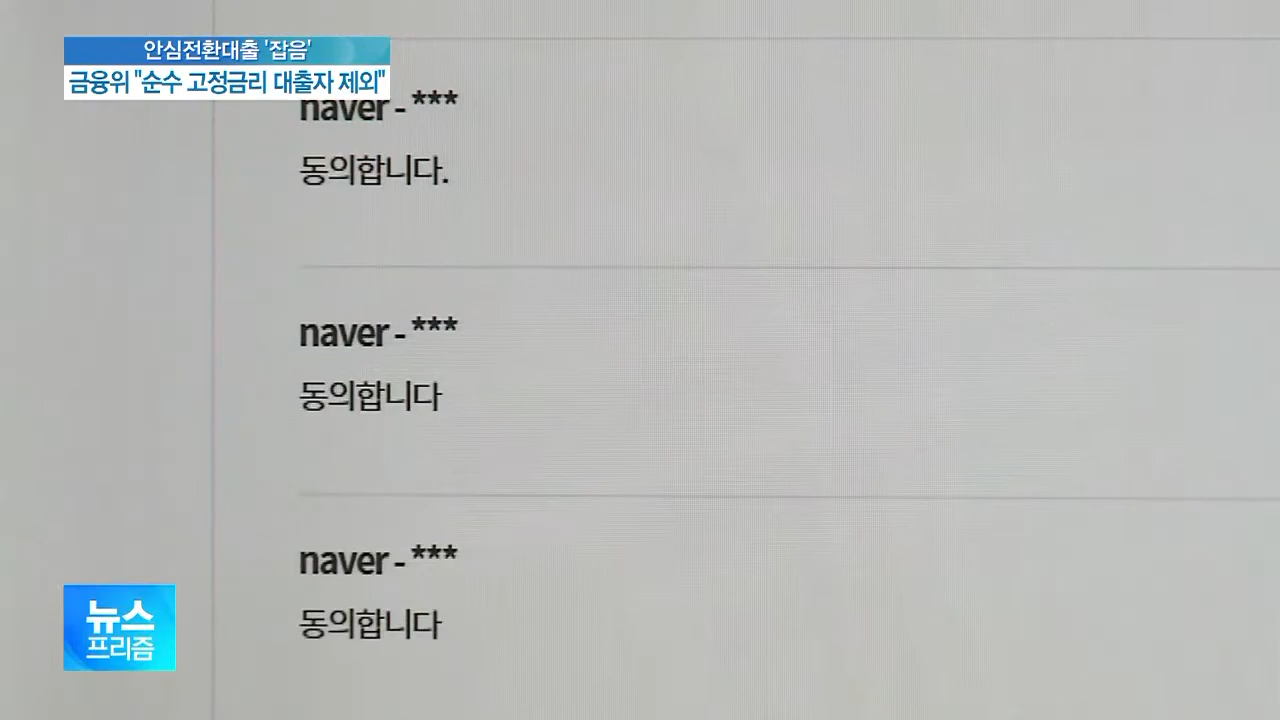 안심전환대출 '잡음'
금융위 "순수 고정금리 대출자 제외"
naver - ***
동의합니다.
naver - ***
동의합니다
naver - ***
동의합니다
뉴스
프리즘